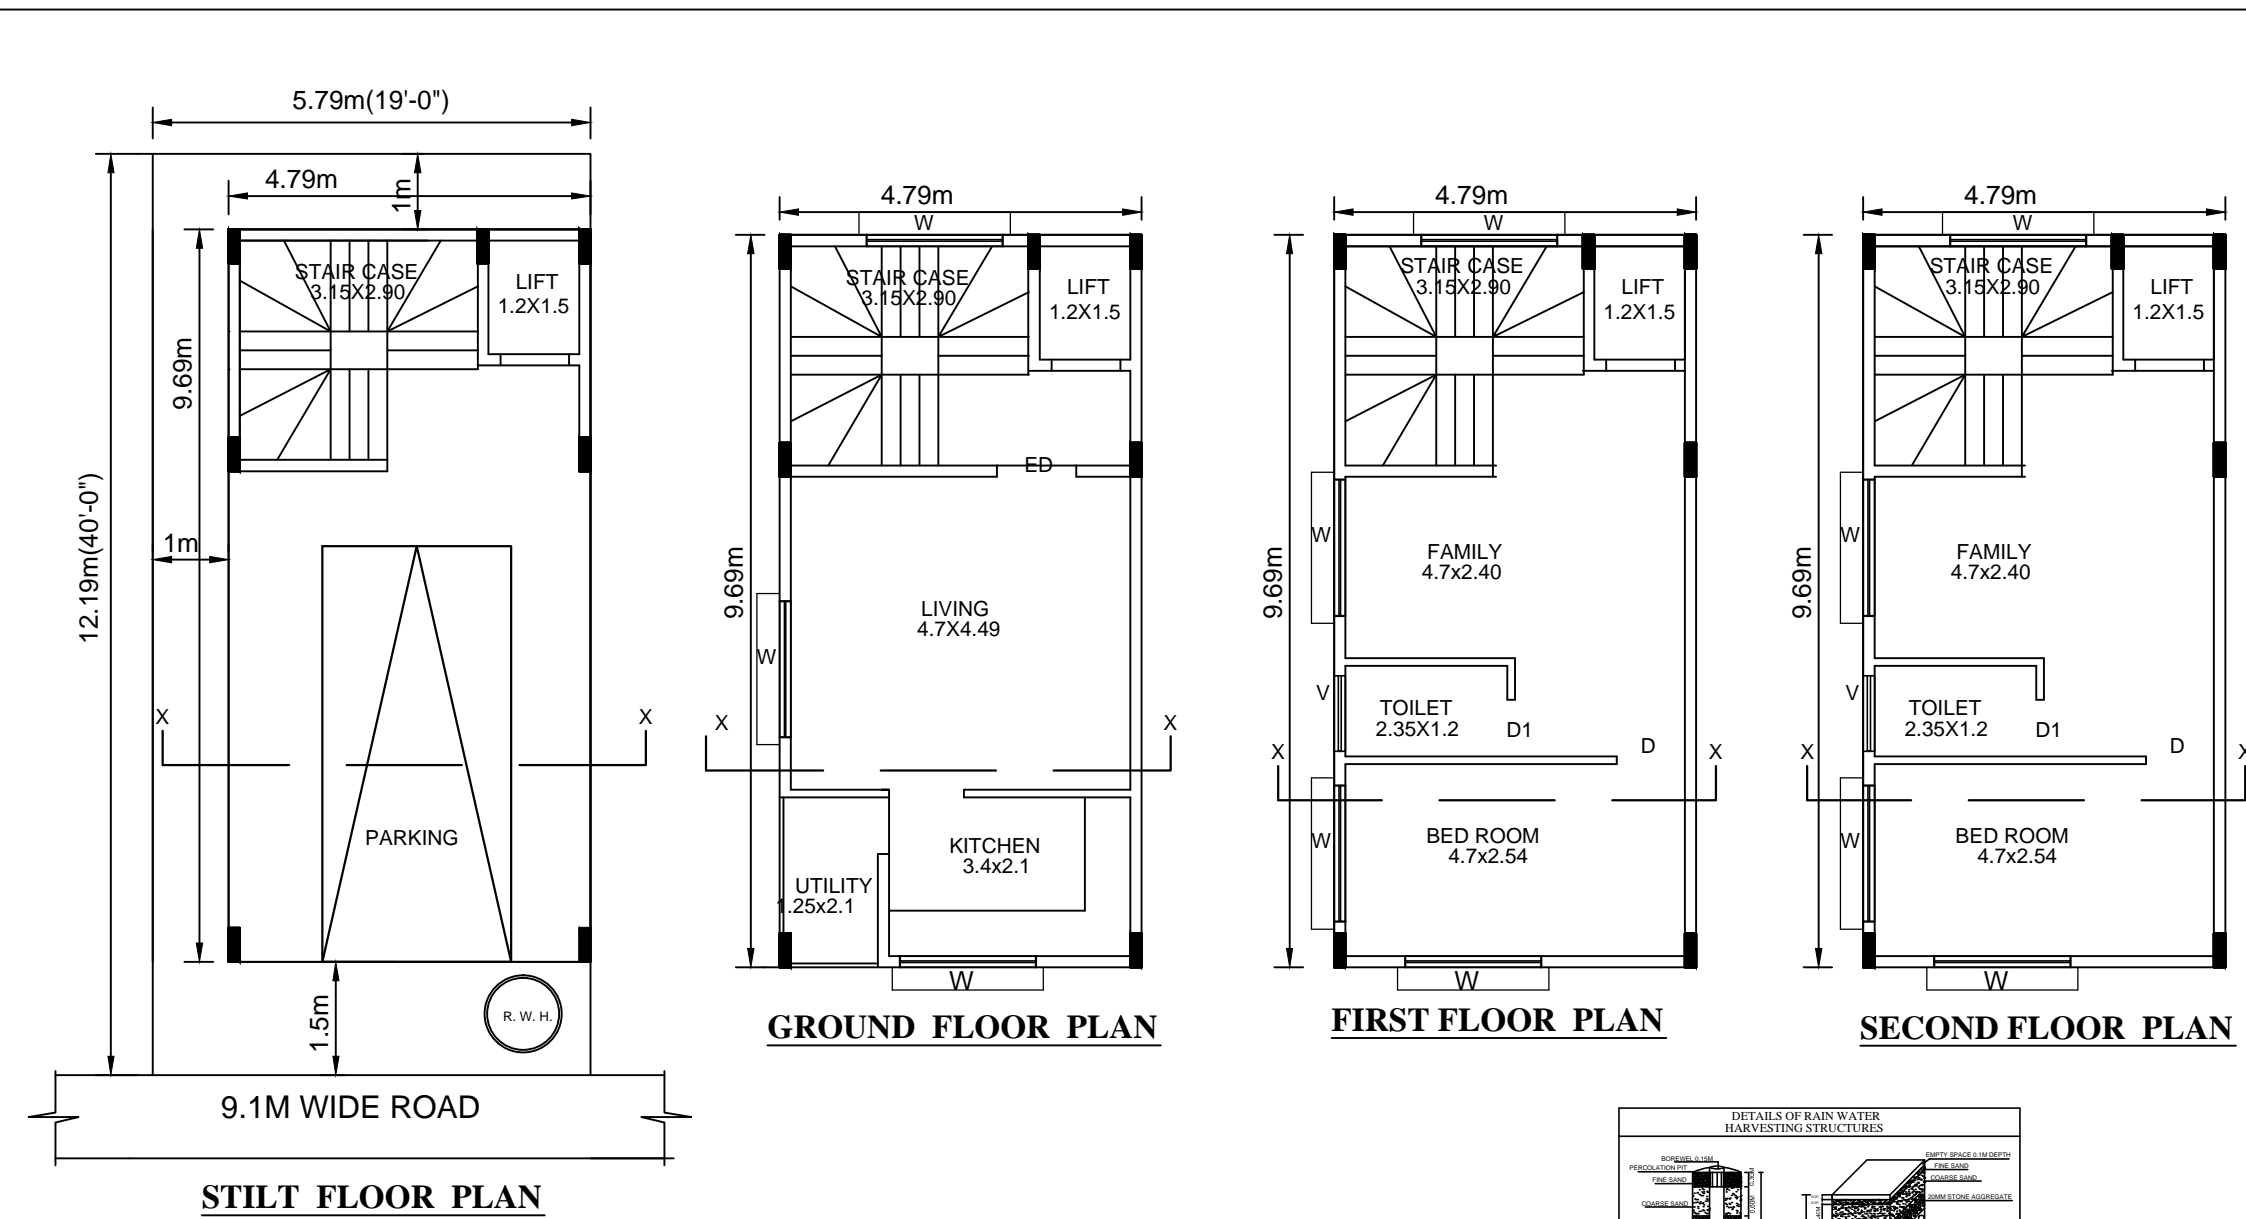 5.79m(19'-0")
4.79m
1m
12.19m(40'-0")
9.69m
STAIR CASE
3.15X2.90
LIFT
1.2X1.5
1m
X
X
PARKING
1.5m
R. W. H.
9.1M WIDE ROAD
STILT FLOOR PLAN
4.79m
W
STAIR CASE
3.15X2.90
LIFT
1.2X1.5
ED
9.69m
LIVING
4.7X4.49
W
X
X
KITCHEN
3.4x2.1
UTILITY
1.25x2.1
W
GROUND FLOOR PLAN
4.79m
W
STAIR CASE
3.15X2.90
LIFT
1.2X1.5
W
9.69m
FAMILY
4.7x2.40
V
TOILET
2.35X1.2
D1
D
X
X
BED ROOM
4.7x2.54
W
W
FIRST FLOOR PLAN
4.79m
W
STAIR CASE
3.15X2.90
LIFT
1.2X1.5
W
9.69m
FAMILY
4.7x2.40
V
TOILET
2.35X1.2
D1
D
X
X
BED ROOM
4.7x2.54
W
W
SECOND FLOOR PLAN
DETAILS OF RAIN WATER
HARVESTING STRUCTURES
BOREWEL 0.15M
PERCOLATION PIT
FINE SAND
COARSE SAND
0.30M
0.60M
EMPTY SPACE 0.1M DEPTH
FINE SAND
COARSE SAND
20MM STONE AGGREGATE